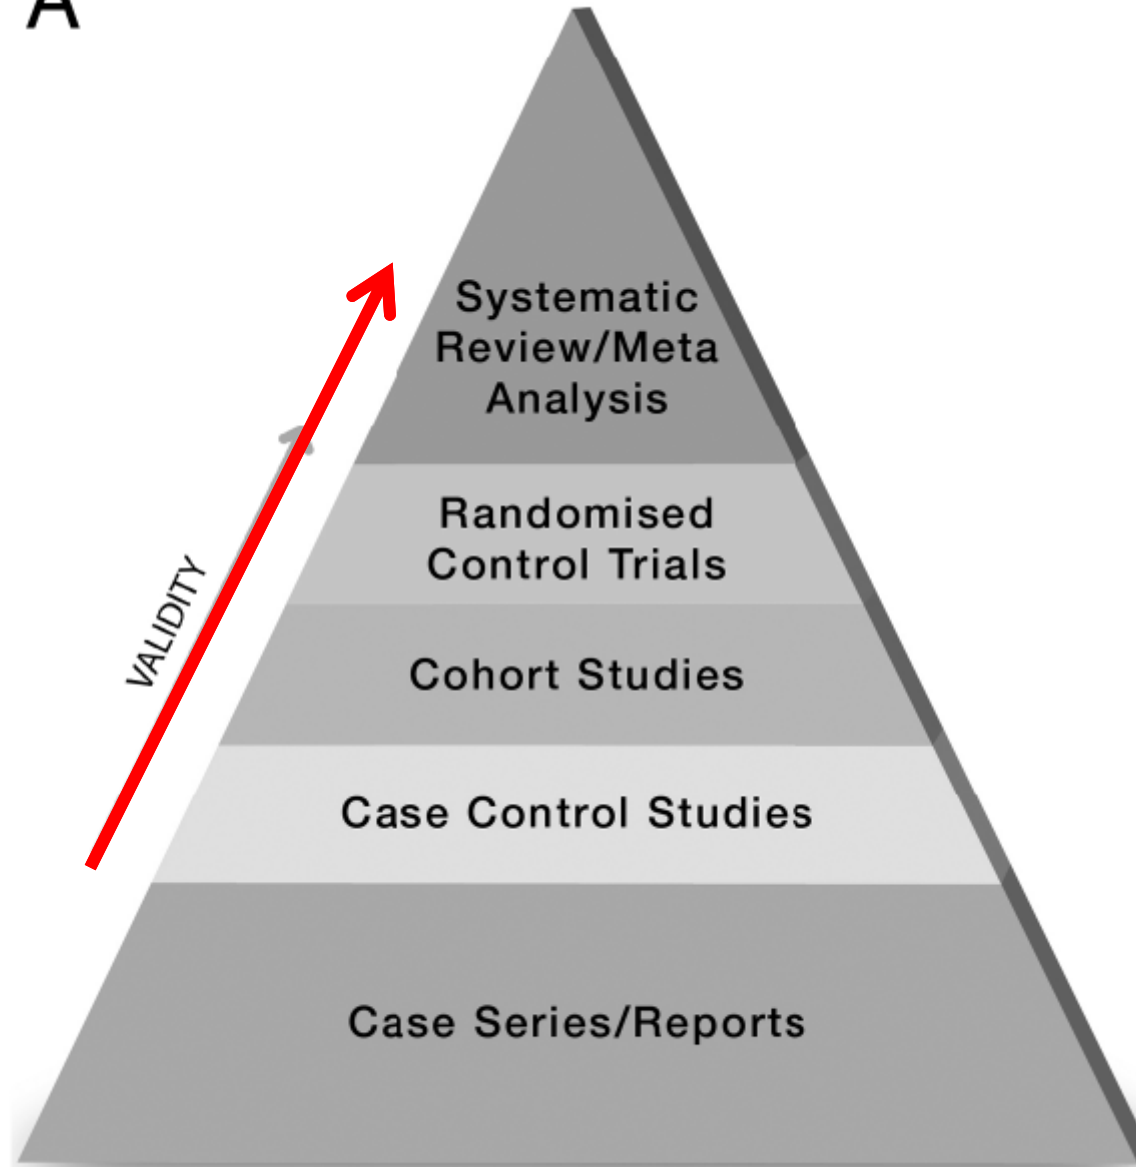 A
Systematic
Review/Meta
Analysis
Randomised
Control Trials
VALIDITY
Cohort Studies
Case Control Studies
Case Series/Reports